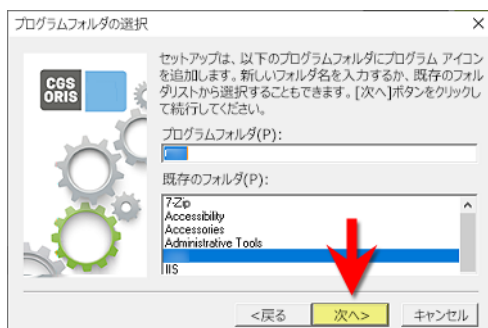 プログラムフォルダの選択
CGS
ORIS
セットアップは、以下のプログラムフォルダにプログラム アイコン
を追加します。新しいフォルダ名を入力するか、既存のフォル
ダリストから選択することもできます。[次へ]ボタンをクリックし
て続行してください。
プログラムフォルダ(P):
既存のフォルダ(P):
7-Zip
Accessibility
Accessories
Administrative Tools
IIS
<戻る
次へ>
キャンセル